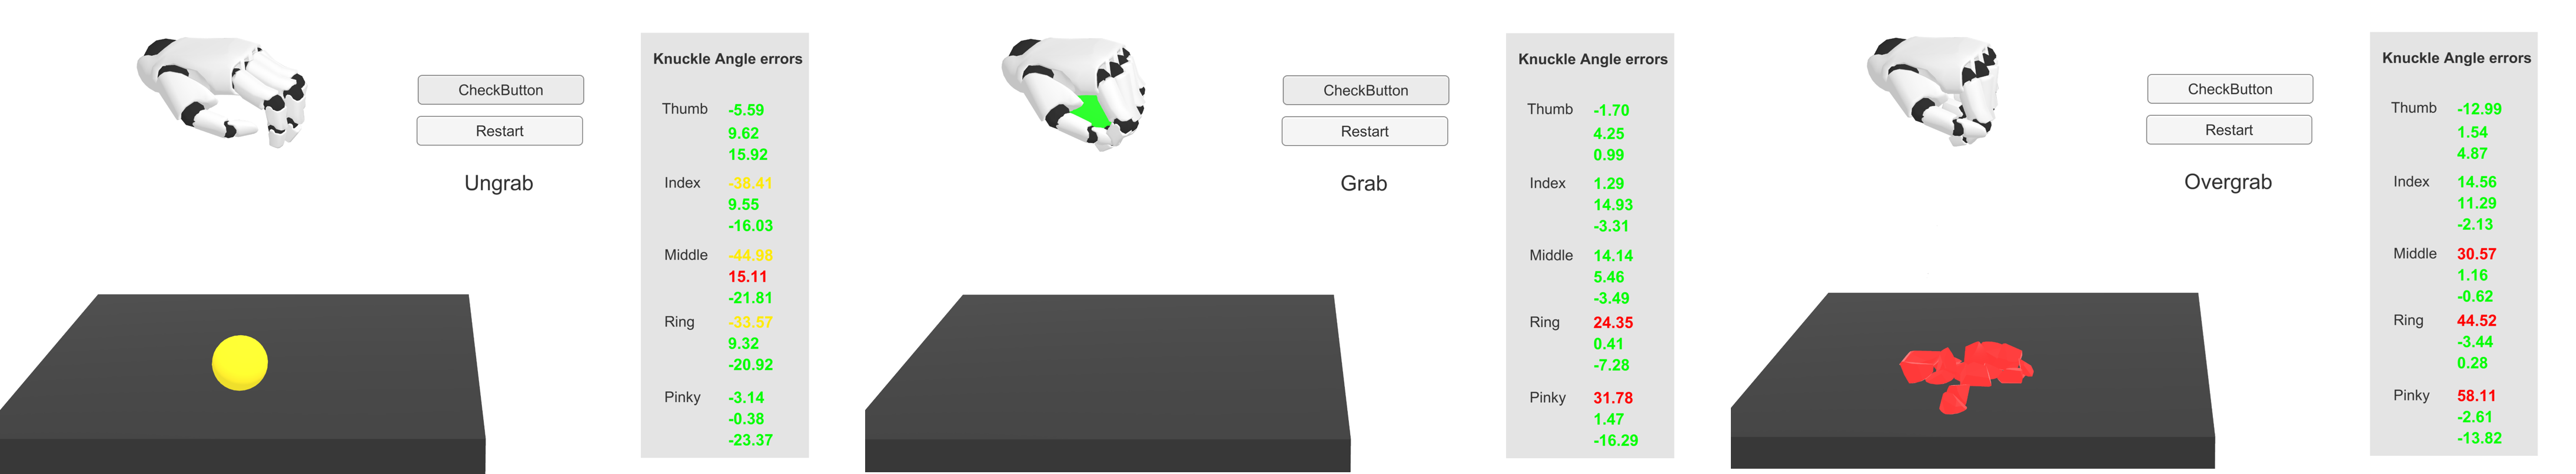 Knuckle Angle errors
CheckButton
Restart
Ungrab
Thumb -5.59
9.62
15.92
Index -38.41
9.55
-16.03
Middle -44.98
15.11
-21.81
Ring -33.57
9.32
-20.92
Pinky -3.14
-0.38
-23.37
Knuckle Angle errors
CheckButton
Restart
Grab
Thumb -1.70
4.25
0.99
Index 1.29
14.93
-3.31
Middle 14.14
5.46
-3.49
Ring 24.35
0.41
-7.28
Pinky 31.78
1.47
-16.29
Knuckle Angle errors
CheckButton
Restart
Overgrab
Thumb -12.99
1.54
4.87
Index 14.56
11.29
-2.13
Middle 30.57
1.16
-0.62
Ring 44.52
-3.44
0.28
Pinky 58.11
-2.61
-13.82